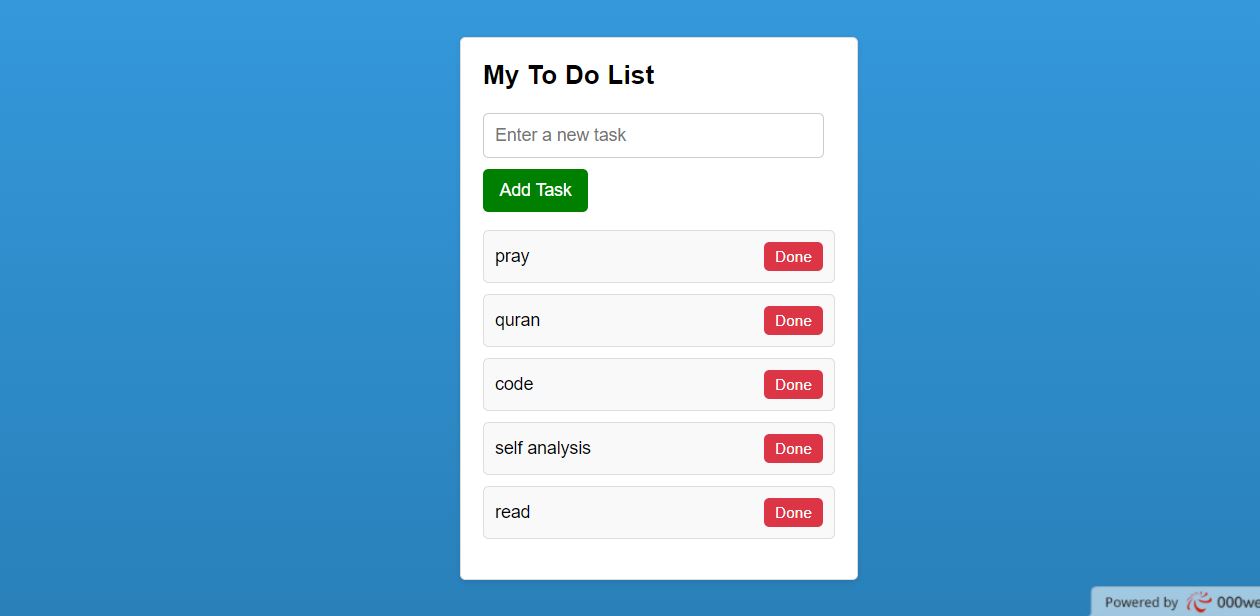 My To Do List
Enter a new task
Add Task
pray Done
quran Done
code Done
self analysis Done
read Done
Powered by 000we